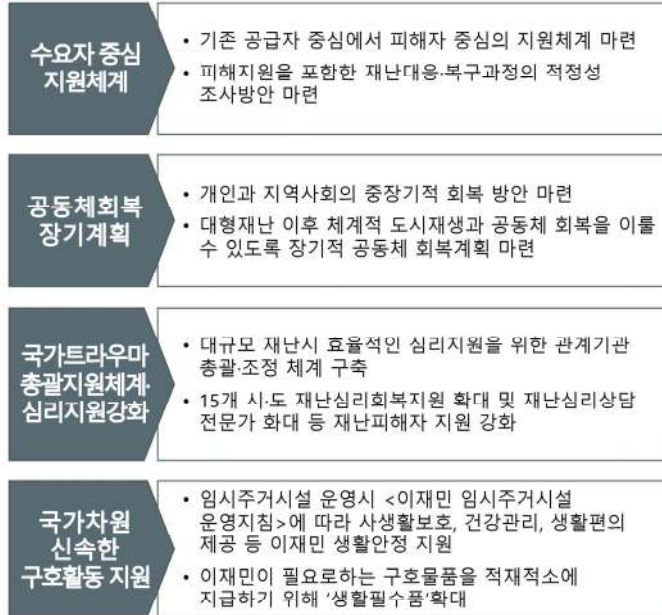 수요자 중심
지원체계
• 기존 공급자 중심에서 피해자 중심의 지원체계 마련
• 피해지원을 포함한 재난대응·복구과정의 적정성
조사방안 마련
공동체회복
장기계획
• 개인과 지역사회의 중장기적 회복 방안 마련
• 대형재난 이후 체계적 도시재생과 공동체 회복을 이룰
수 있도록 장기적 공동체 회복계획 마련
국가트라우마
총괄지원체계·
심리지원강화
• 대규모 재난시 효율적인 심리지원을 위한 관계기관
총괄·조정 체계 구축
• 15개 시·도 재난심리회복지원 확대 및 재난심리상담
전문가 화대 등 재난피해자 지원 강화
국가차원
신속한
구호활동 지원
• 임시주거시설 운영시 <이재민 임시주거시설
운영지침>에 따라 사생활보호, 건강관리, 생활편의
제공 등 이재민 생활안정 지원
• 이재민이 필요로하는 구호물품을 적재적소에
지급하기 위해 ‘생활필수품’확대